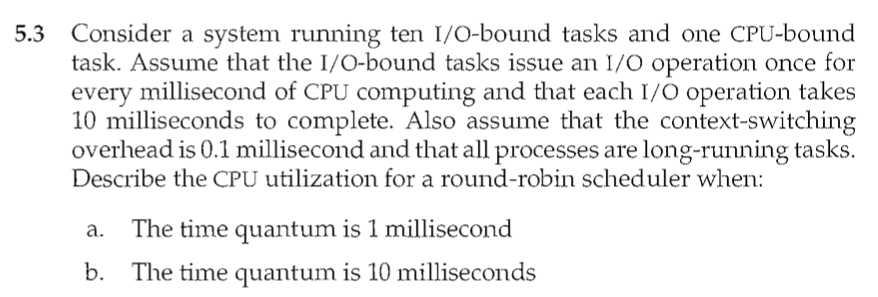 5.3 Consider a system running ten I/O-bound tasks and one CPU-bound
task. Assume that the I/O-bound tasks issue an I/O operation once for
every millisecond of CPU computing and that each I/O operation takes
10 milliseconds to complete. Also assume that the context-switching
overhead is 0.1 millisecond and that all processes are long-running tasks.
Describe the CPU utilization for a round-robin scheduler when:
a. The time quantum is 1 millisecond
b. The time quantum is 10 milliseconds